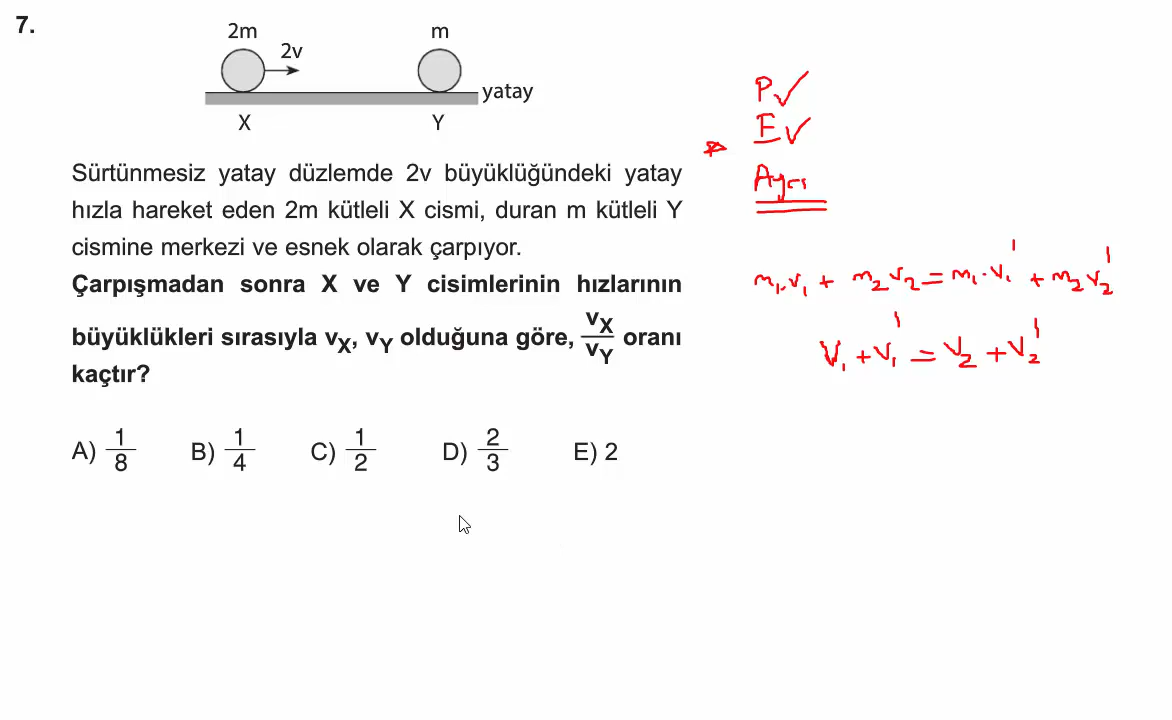 7.
2m
m
2v
yatay
X
Y
Sürtünmesiz yatay düzlemde 2v büyüklüğündeki yatay
hızla hareket eden 2m kütleli X cismi, duran m kütleli Y
cismine merkezi ve esnek olarak çarpıyor.
Çarpışmadan sonra X ve Y cisimlerinin hızlarının
büyüklükleri sırasıyla vX, vY olduğuna göre, vX/vY oranı
kaçtır?
A) 1/8 B) 1/4 C) 1/2 D) 2/3 E) 2
P✓
E✓
Aynı
m₁.v₁ + m₂v₂ = m₁.v₁' + m₂v₂'
v₁ + v₁' = v₂ + v₂'